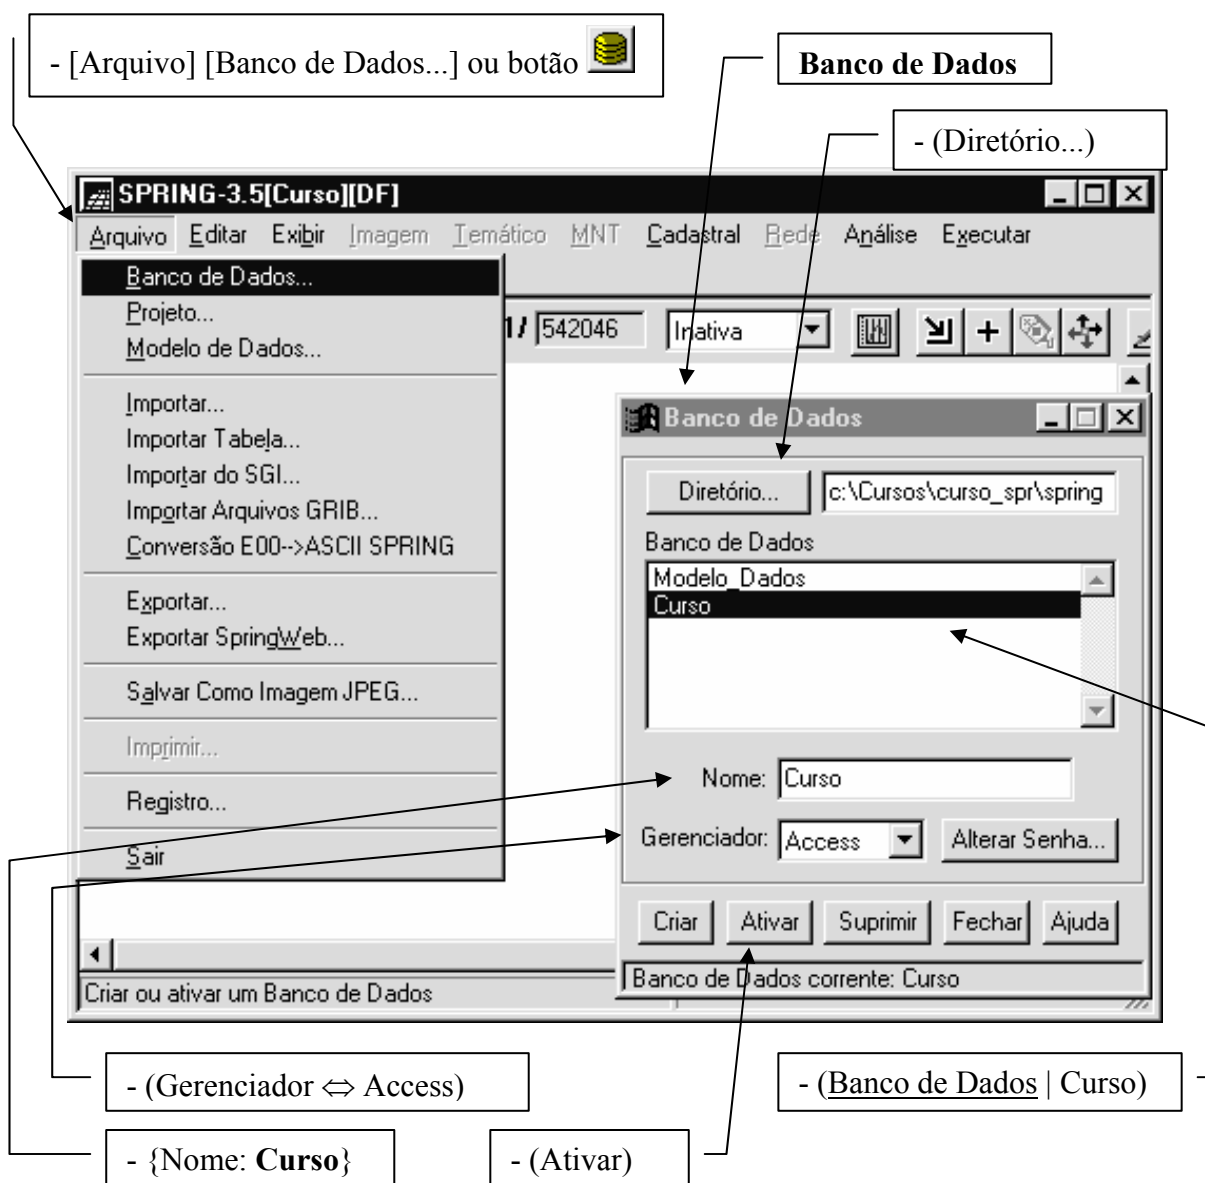 - [Arquivo] [Banco de Dados...] ou botão
Banco de Dados
- (Diretório...)
SPRING-3.5[Curso][DF]
Arquivo Editar Exibir Imagem Temático MNT Cadastral Rede Análise Executar
Banco de Dados...
Projeto...
Modelo de Dados...
Importar...
Importar Tabela...
Importar do SGI...
Importar Arquivos GRIB...
Conversão E00-->ASCII SPRING
Exportar...
Exportar SpringWeb...
Salvar Como Imagem JPEG...
Imprimir...
Registro...
Sair
1/ 542046 Inativa
Banco de Dados
Diretório... c:\Cursos\curso_spr\spring
Banco de Dados
Modelo_Dados
Curso
Nome: Curso
Gerenciador: Access Alterar Senha...
Criar Ativar Suprimir Fechar Ajuda
Banco de Dados corrente: Curso
Criar ou ativar um Banco de Dados
- (Gerenciador ⇔ Access)
- (Banco de Dados | Curso)
- {Nome: Curso}
- (Ativar)